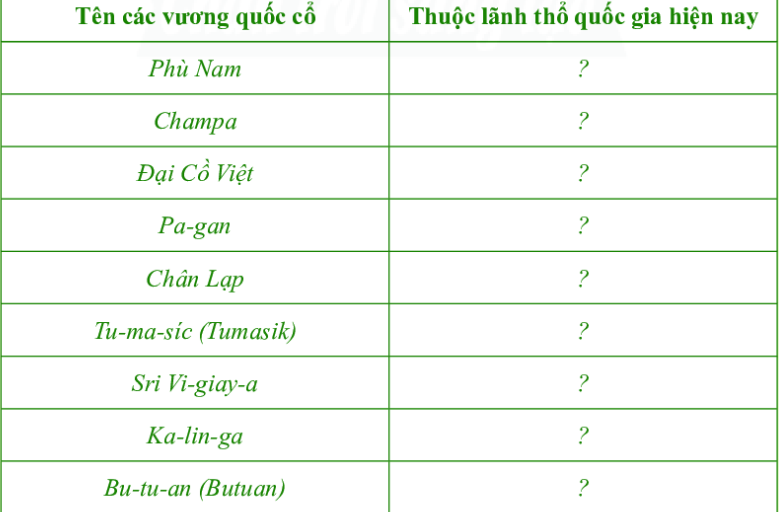 Tên các vương quốc cổ Thuộc lãnh thổ quốc gia hiện nay
Phù Nam ?
Champa ?
Đại Cồ Việt ?
Pa-gan ?
Chân Lạp ?
Tu-ma-síc (Tumasik) ?
Sri Vi-giay-a ?
Ka-lin-ga ?
Bu-tu-an (Butuan) ?